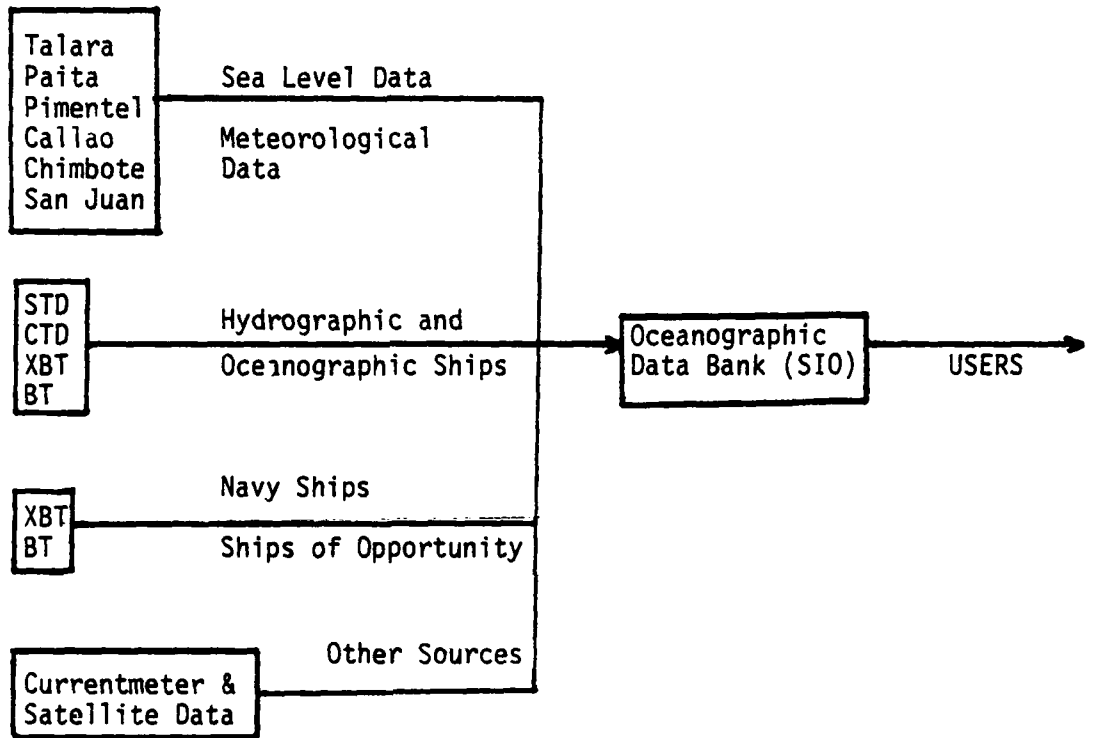 Talara
Paita
Pimentel
Callao
Chimbote
San Juan
Sea Level Data
Meteorological
Data
STD
CTD
XBT
BT
Hydrographic and
Oceanographic Ships
Oceanographic
Data Bank (SIO)
USERS
XBT
BT
Navy Ships
Ships of Opportunity
Other Sources
Currentmeter &
Satellite Data